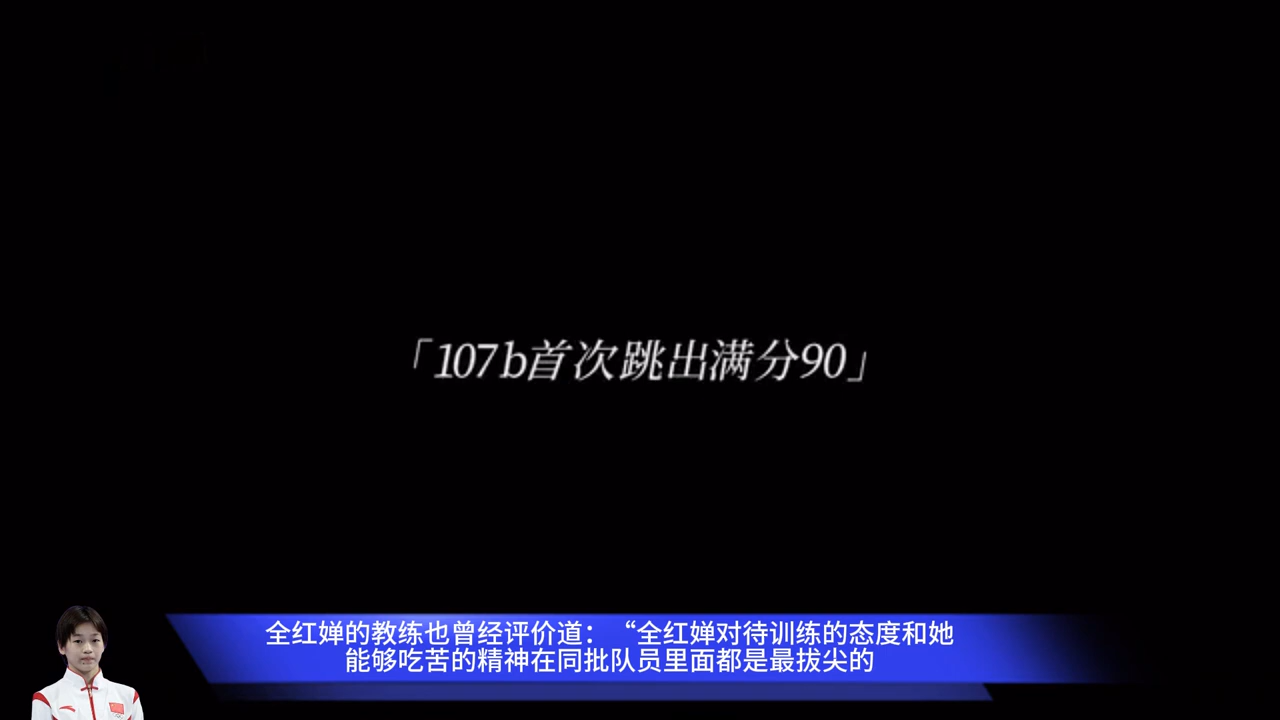 「107b首次跳出满分90」
全红婵的教练也曾经评价道：“全红婵对待训练的态度和她
能够吃苦的精神在同批队员里面都是最拔尖的